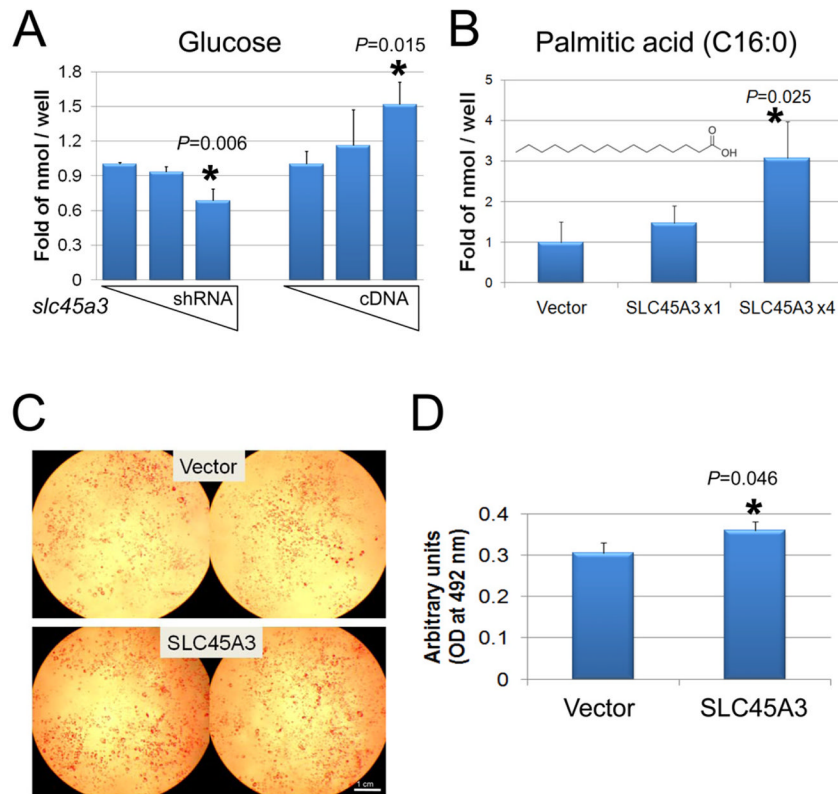 A
Glucose
P=0.015
1.8
1.5
1.2
0.9
0.6
0.3
0
Fold of nmol / well
P=0.006
*
*
slc45a3
shRNA
cDNA
B
Palmitic acid (C16:0)
5
4
3
2
1
0
Fold of nmol / well
P=0.025
*
O
OH
Vector
SLC45A3 x1
SLC45A3 x4
C
Vector
SLC45A3
1 cm
D
P=0.046
*
0.4
0.3
0.2
0.1
0
Arbitrary units
(OD at 492 nm)
Vector
SLC45A3